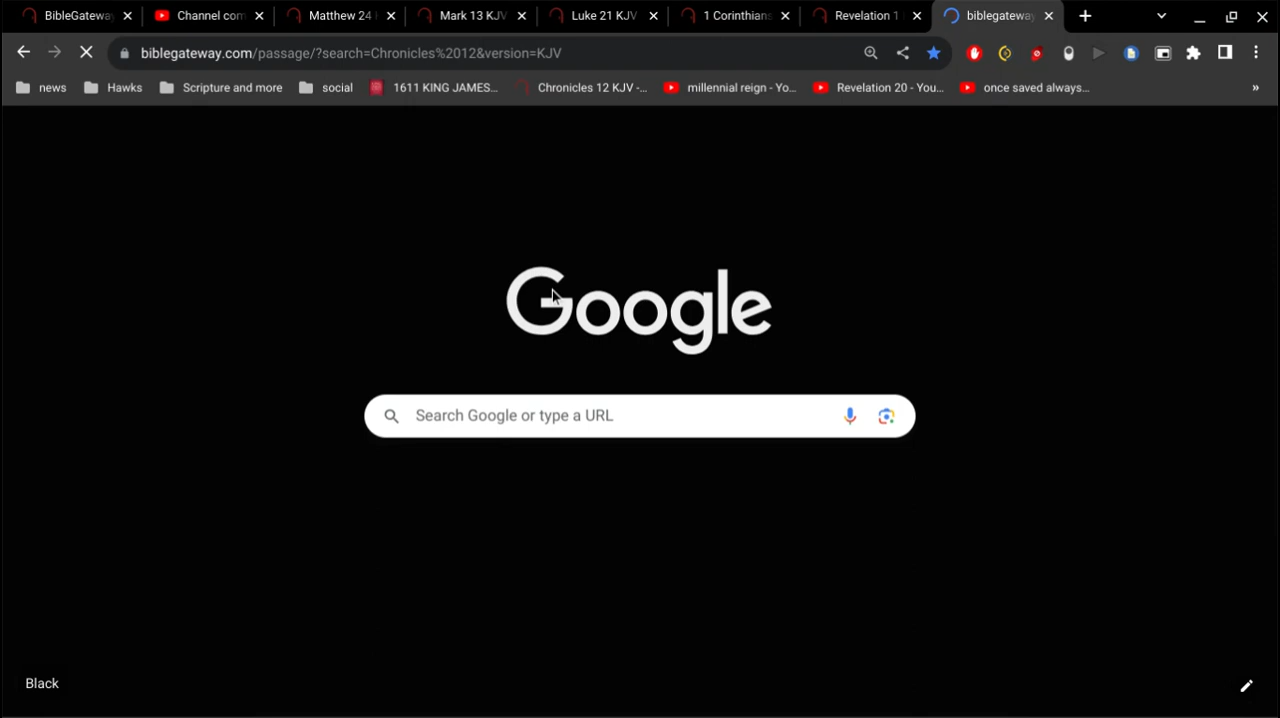 BibleGateway
Channel com
Matthew 24
Mark 13 KJV
Luke 21 KJV
1 Corinthians
Revelation 1
biblegateway
biblegateway.com/passage/?search=Chronicles%2012&version=KJV
news
Hawks
Scripture and more
social
1611 KING JAMES...
Chronicles 12 KJV -...
millennial reign - Yo...
Revelation 20 - You...
once saved always...
»
Google
Search Google or type a URL
Black